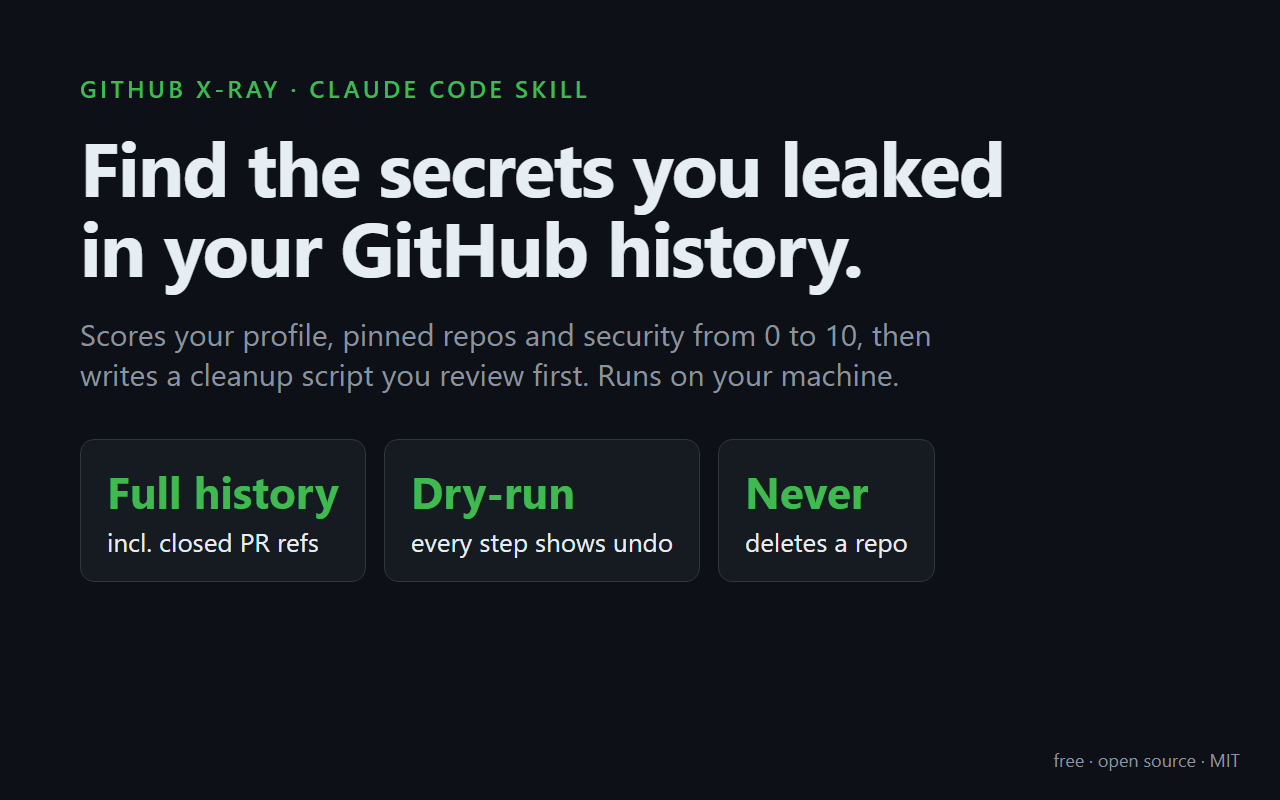 GITHUB X-RAY · CLAUDE CODE SKILL
Find the secrets you leaked
in your GitHub history.
Scores your profile, pinned repos and security from 0 to 10, then
writes a cleanup script you review first. Runs on your machine.
Full history
incl. closed PR refs
Dry-run
every step shows undo
Never
deletes a repo
free · open source · MIT